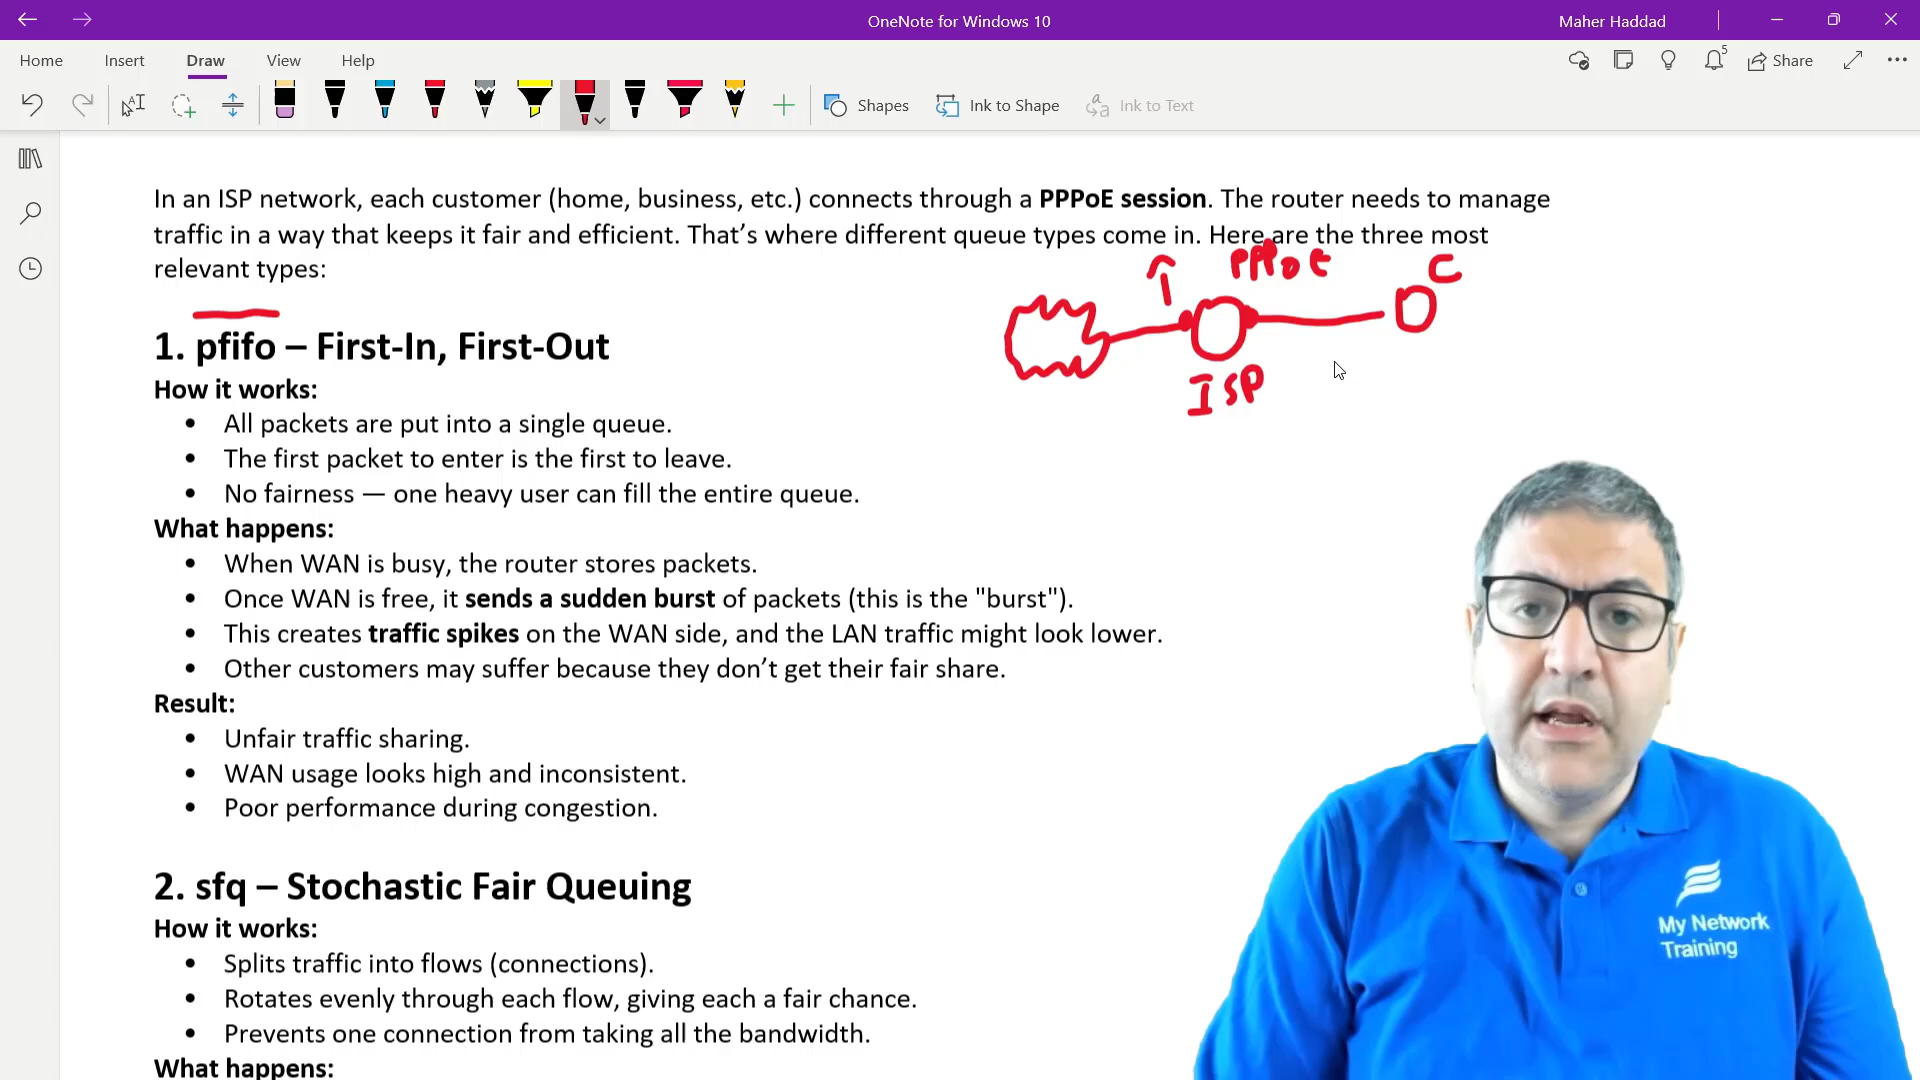 OneNote for Windows 10
Maher Haddad
Home Insert Draw View Help
5
Share
Shapes
Ink to Shape
Ink to Text
In an ISP network, each customer (home, business, etc.) connects through a PPPoE session. The router needs to manage
traffic in a way that keeps it fair and efficient. That’s where different queue types come in. Here are the three most
relevant types:
PPPoE
C
ISP
1. pfifo – First-In, First-Out
How it works:
• All packets are put into a single queue.
• The first packet to enter is the first to leave.
• No fairness — one heavy user can fill the entire queue.
What happens:
• When WAN is busy, the router stores packets.
• Once WAN is free, it sends a sudden burst of packets (this is the "burst").
• This creates traffic spikes on the WAN side, and the LAN traffic might look lower.
• Other customers may suffer because they don’t get their fair share.
Result:
• Unfair traffic sharing.
• WAN usage looks high and inconsistent.
• Poor performance during congestion.
2. sfq – Stochastic Fair Queuing
How it works:
• Splits traffic into flows (connections).
• Rotates evenly through each flow, giving each a fair chance.
• Prevents one connection from taking all the bandwidth.
What happens:
My Network
Training